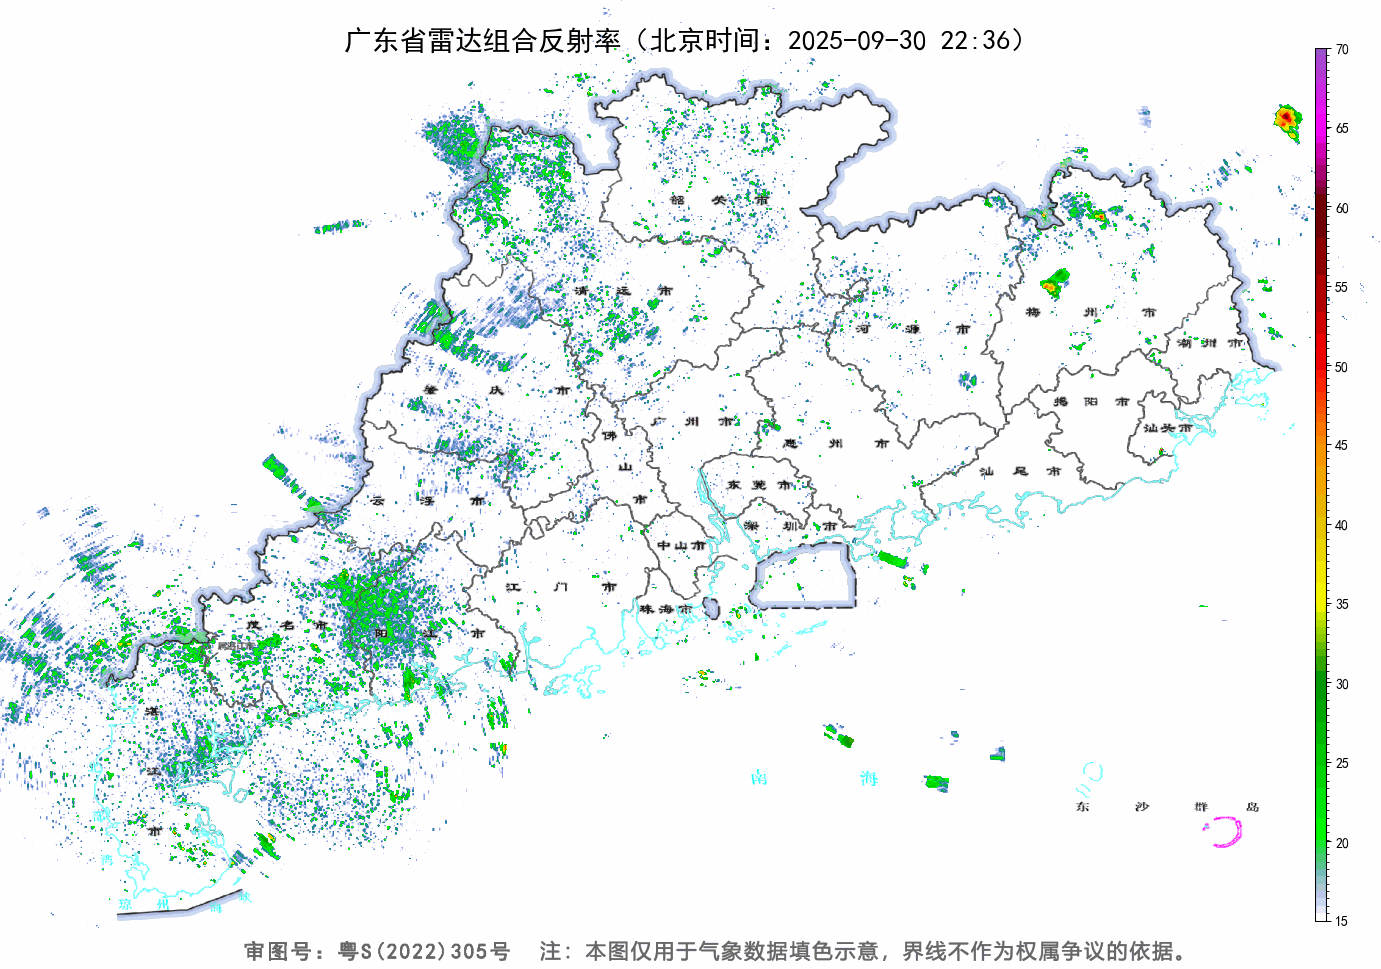 广东省雷达组合反射率（北京时间：2025-09-30 22:36）
70
65
60
55
50
45
40
35
30
25
20
15
韶 关 市
清 远 市
梅 州 市
河 源 市
潮 州 市
肇 庆 市
揭 阳 市
广 州 市
汕头市
佛 山 市
惠 州 市
汕 尾 市
东 莞 市
云 浮 市
深 圳 市
中山市
江 门 市
珠海市
茂 名 市
阳 江 市
湛 江 市
南 海
东 沙 群 岛
湾
琼 州 海 峡
审图号：粤S(2022)305号 注：本图仅用于气象数据填色示意，界线不作为权属争议的依据。